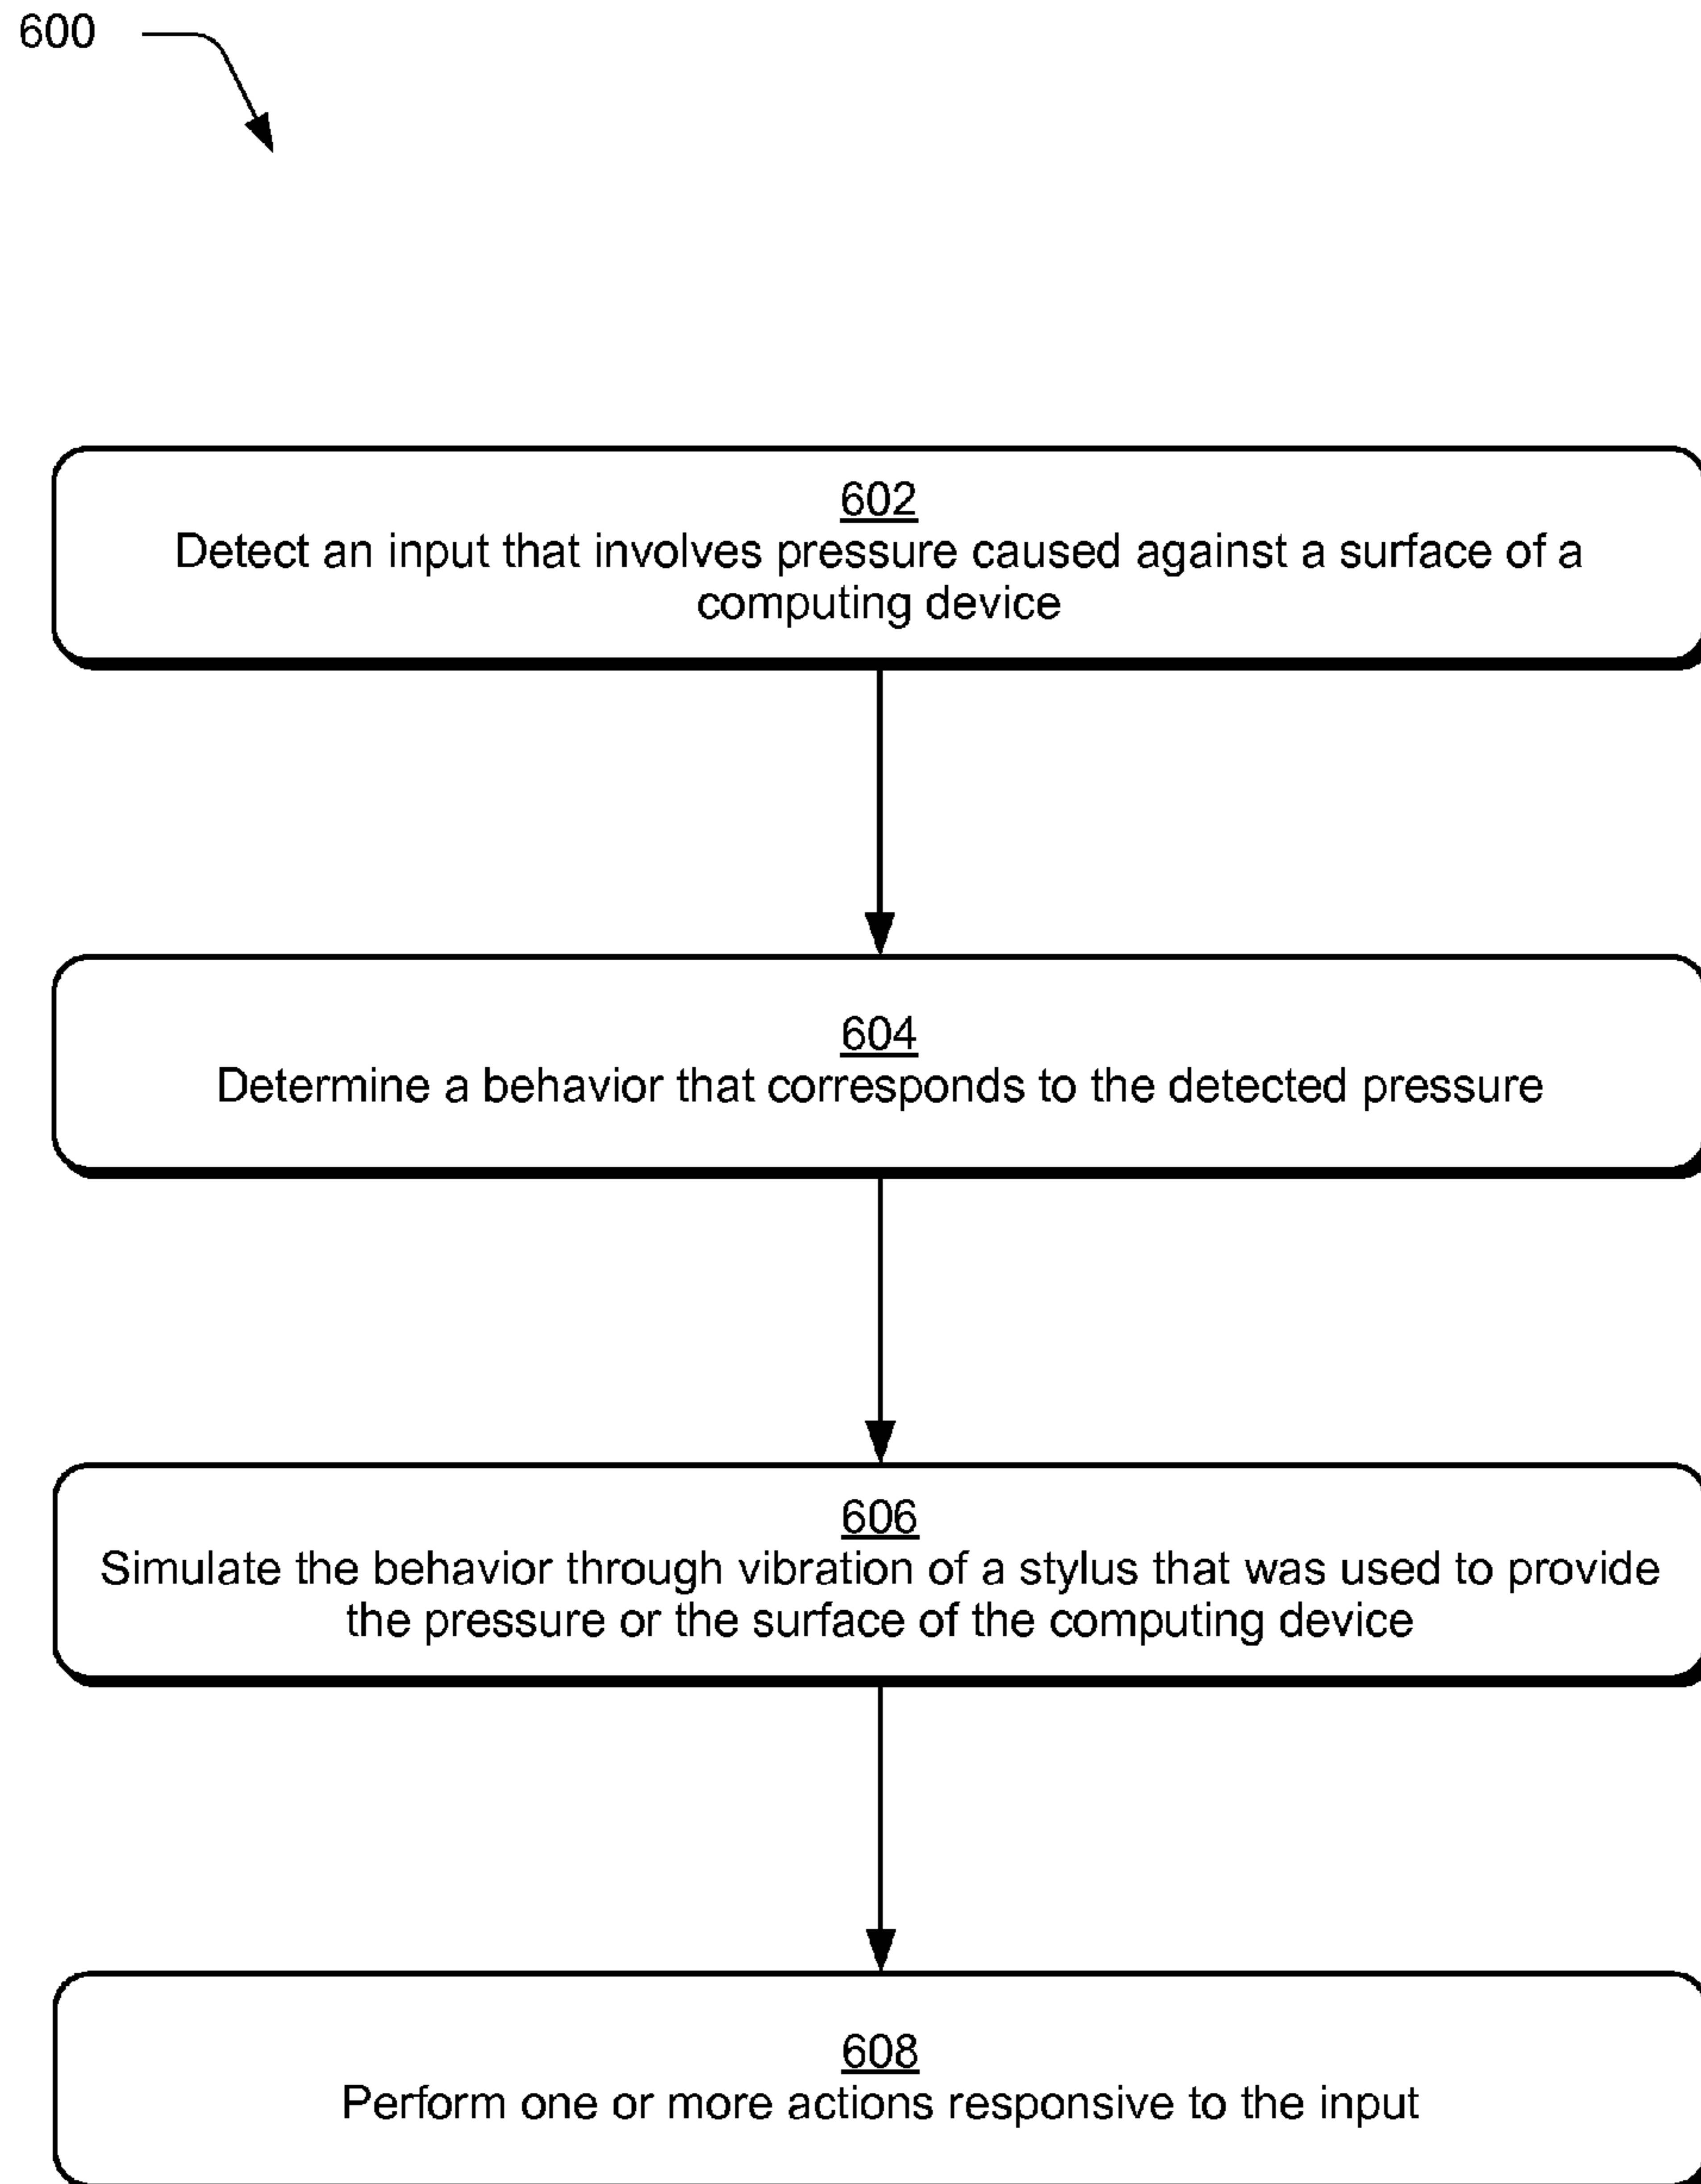 600
602
Detect an input that involves pressure caused against a surface of a
computing device
604
Determine a behavior that corresponds to the detected pressure
606
Simulate the behavior through vibration of a stylus that was used to provide
the pressure or the surface of the computing device
608
Perform one or more actions responsive to the input